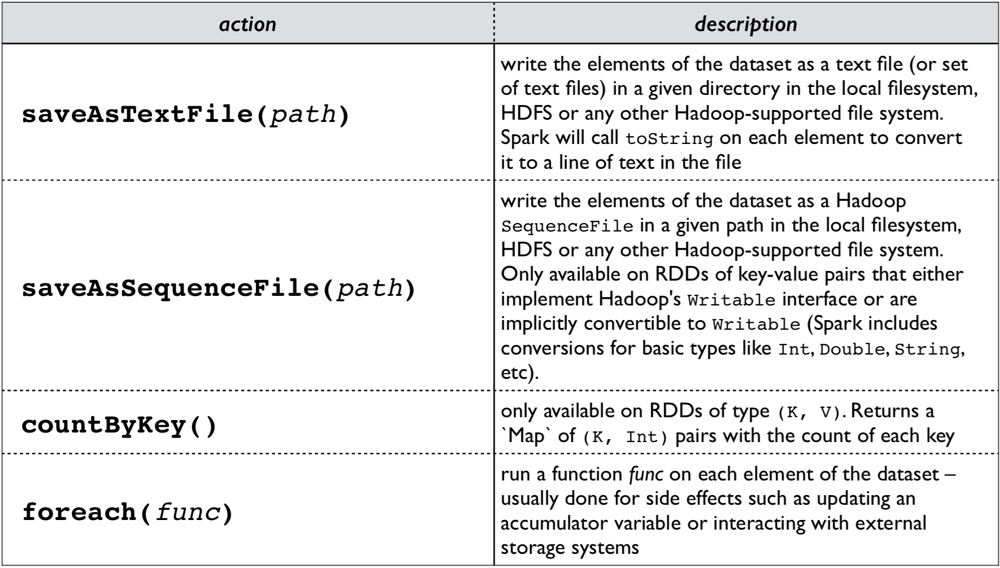 action
description
saveAsTextFile(path)
write the elements of the dataset as a text file (or set
of text files) in a given directory in the local filesystem,
HDFS or any other Hadoop-supported file system.
Spark will call toString on each element to convert
it to a line of text in the file
saveAsSequenceFile(path)
write the elements of the dataset as a Hadoop
SequenceFile in a given path in the local filesystem,
HDFS or any other Hadoop-supported file system.
Only available on RDDs of key-value pairs that either
implement Hadoop's Writable interface or are
implicitly convertible to Writable (Spark includes
conversions for basic types like Int, Double, String,
etc).
countByKey()
only available on RDDs of type (K, V). Returns a
`Map` of (K, Int) pairs with the count of each key
foreach(func)
run a function func on each element of the dataset –
usually done for side effects such as updating an
accumulator variable or interacting with external
storage systems